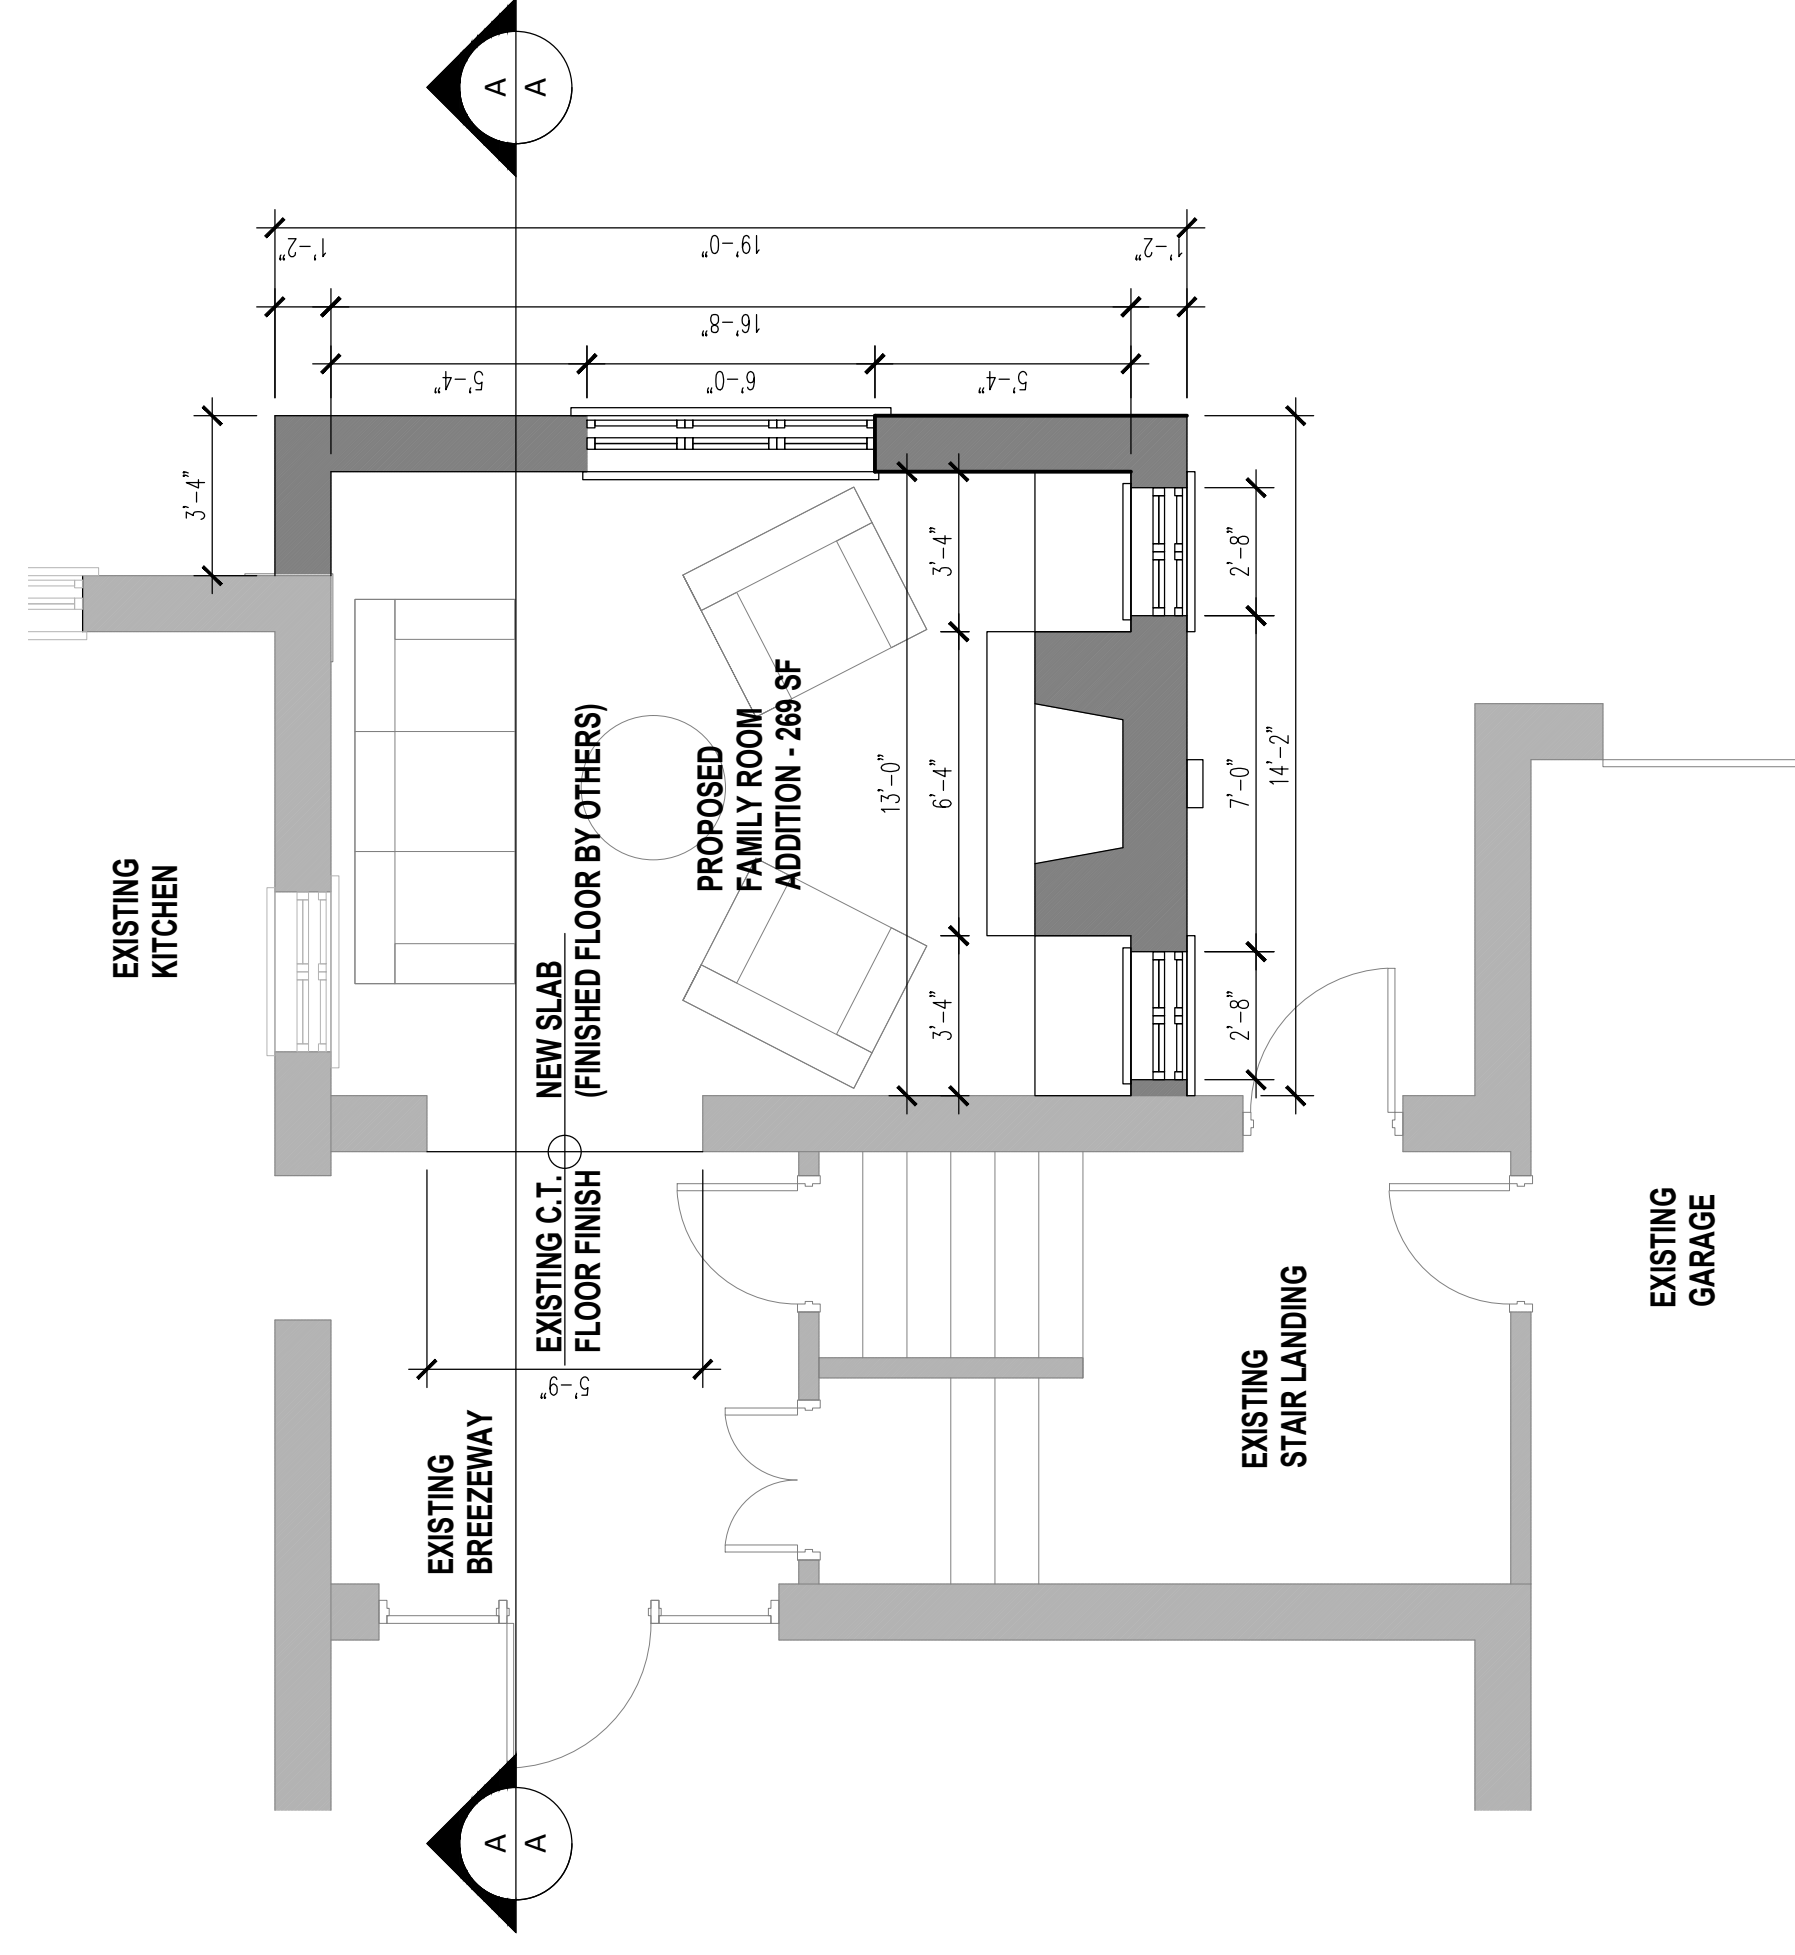 A
A
1'-2"
19'-0"
1'-2"
16'-8"
5'-4"
6'-0"
5'-4"
3'-4"
EXISTING
KITCHEN
NEW SLAB
(FINISHED FLOOR BY OTHERS)
PROPOSED
FAMILY ROOM
ADDITION - 269 SF
13'-0"
3'-4"
6'-4"
3'-4"
2'-8"
7'-0"
2'-8"
14'-2"
EXISTING C.T.
FLOOR FINISH
5'-9"
EXISTING
BREEZEWAY
EXISTING
STAIR LANDING
EXISTING
GARAGE
A
A